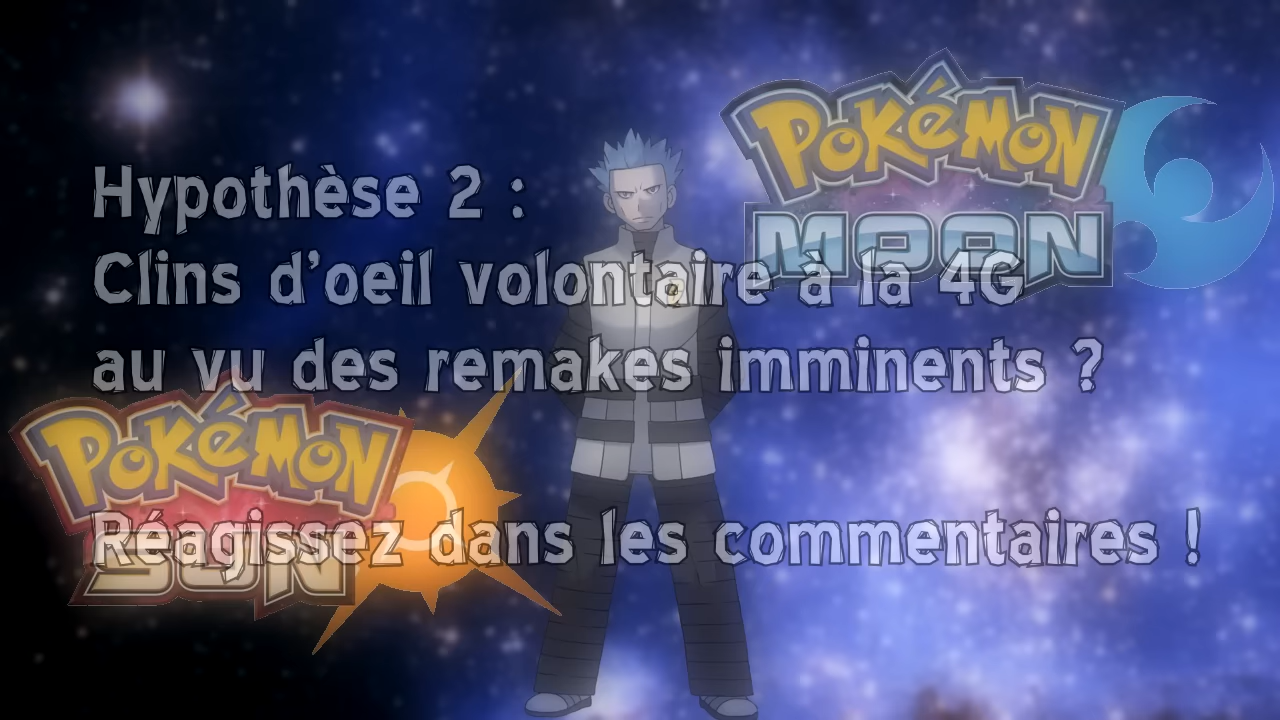 Pokémon
MOON
Hypothèse 2 :
Clins d'oeil volontaire à la 4G
au vu des remakes imminents ?
Pokémon
SUN
Réagissez dans les commentaires !